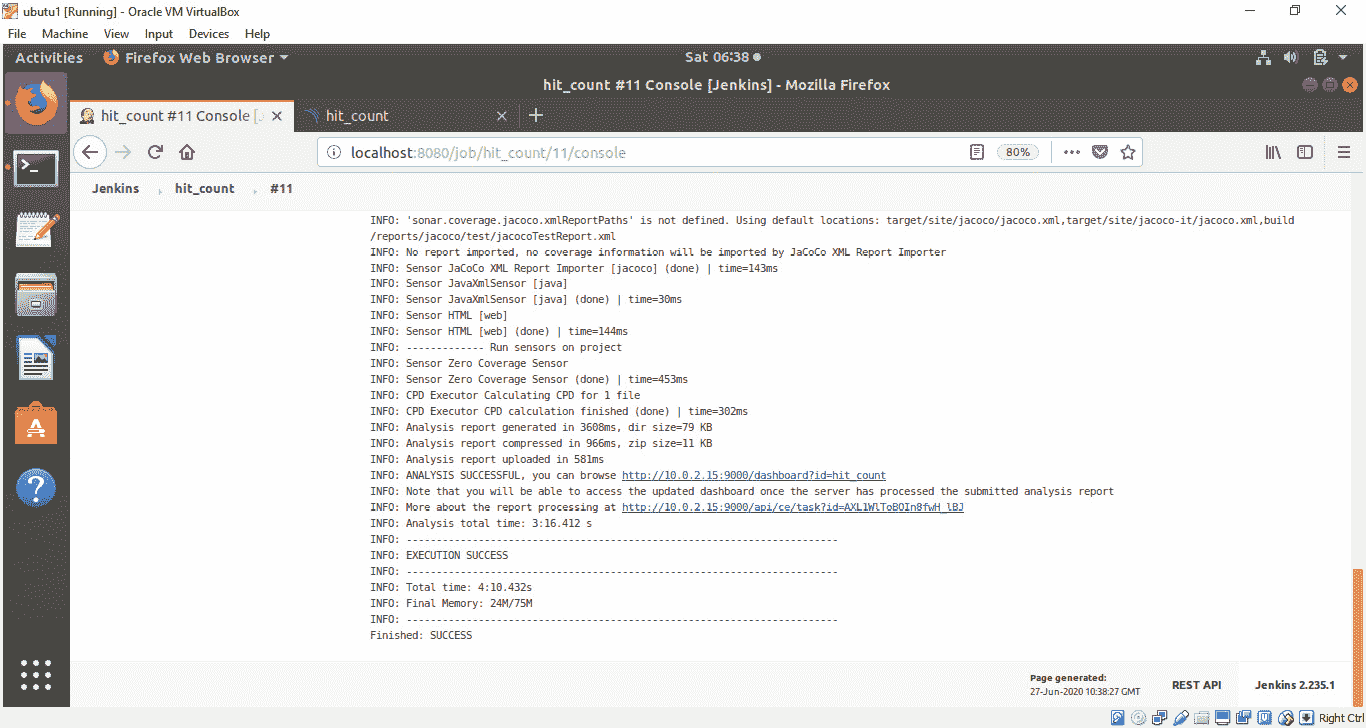 ubutu1 [Running] - Oracle VM VirtualBox
File Machine View Input Devices Help
Activities Firefox Web Browser Sat 06:38
hit_count #11 Console [Jenkins] - Mozilla Firefox
hit_count #11 Console [J hit_count
localhost:8080/job/hit_count/11/console 80%
Jenkins hit_count #11
INFO: 'sonar.coverage.jacoco.xmlReportPaths' is not defined. Using default locations: target/site/jacoco/jacoco.xml,target/site/jacoco-it/jacoco.xml,build
/reports/jacoco/test/jacocoTestReport.xml
INFO: No report imported, no coverage information will be imported by JaCoCo XML Report Importer
INFO: Sensor JaCoCo XML Report Importer [jacoco] (done) | time=143ms
INFO: Sensor JavaXmlSensor [java]
INFO: Sensor JavaXmlSensor [java] (done) | time=30ms
INFO: Sensor HTML [web]
INFO: Sensor HTML [web] (done) | time=144ms
INFO: ------------- Run sensors on project
INFO: Sensor Zero Coverage Sensor
INFO: Sensor Zero Coverage Sensor (done) | time=453ms
INFO: CPD Executor Calculating CPD for 1 file
INFO: CPD Executor CPD calculation finished (done) | time=302ms
INFO: Analysis report generated in 3608ms, dir size=79 KB
INFO: Analysis report compressed in 966ms, zip size=11 KB
INFO: Analysis report uploaded in 581ms
INFO: ANALYSIS SUCCESSFUL, you can browse http://10.0.2.15:9000/dashboard?id=hit_count
INFO: Note that you will be able to access the updated dashboard once the server has processed the submitted analysis report
INFO: More about the report processing at http://10.0.2.15:9000/api/ce/task?id=AXL1WlToBOIn8fwH_lBJ
INFO: Analysis total time: 3:16.412 s
INFO: ------------------------------------------------------------------------
INFO: EXECUTION SUCCESS
INFO: ------------------------------------------------------------------------
INFO: Total time: 4:10.432s
INFO: Final Memory: 24M/75M
INFO: ------------------------------------------------------------------------
Finished: SUCCESS
Page generated:
27-Jun-2020 10:38:27 GMT REST API Jenkins 2.235.1
Right Ctrl